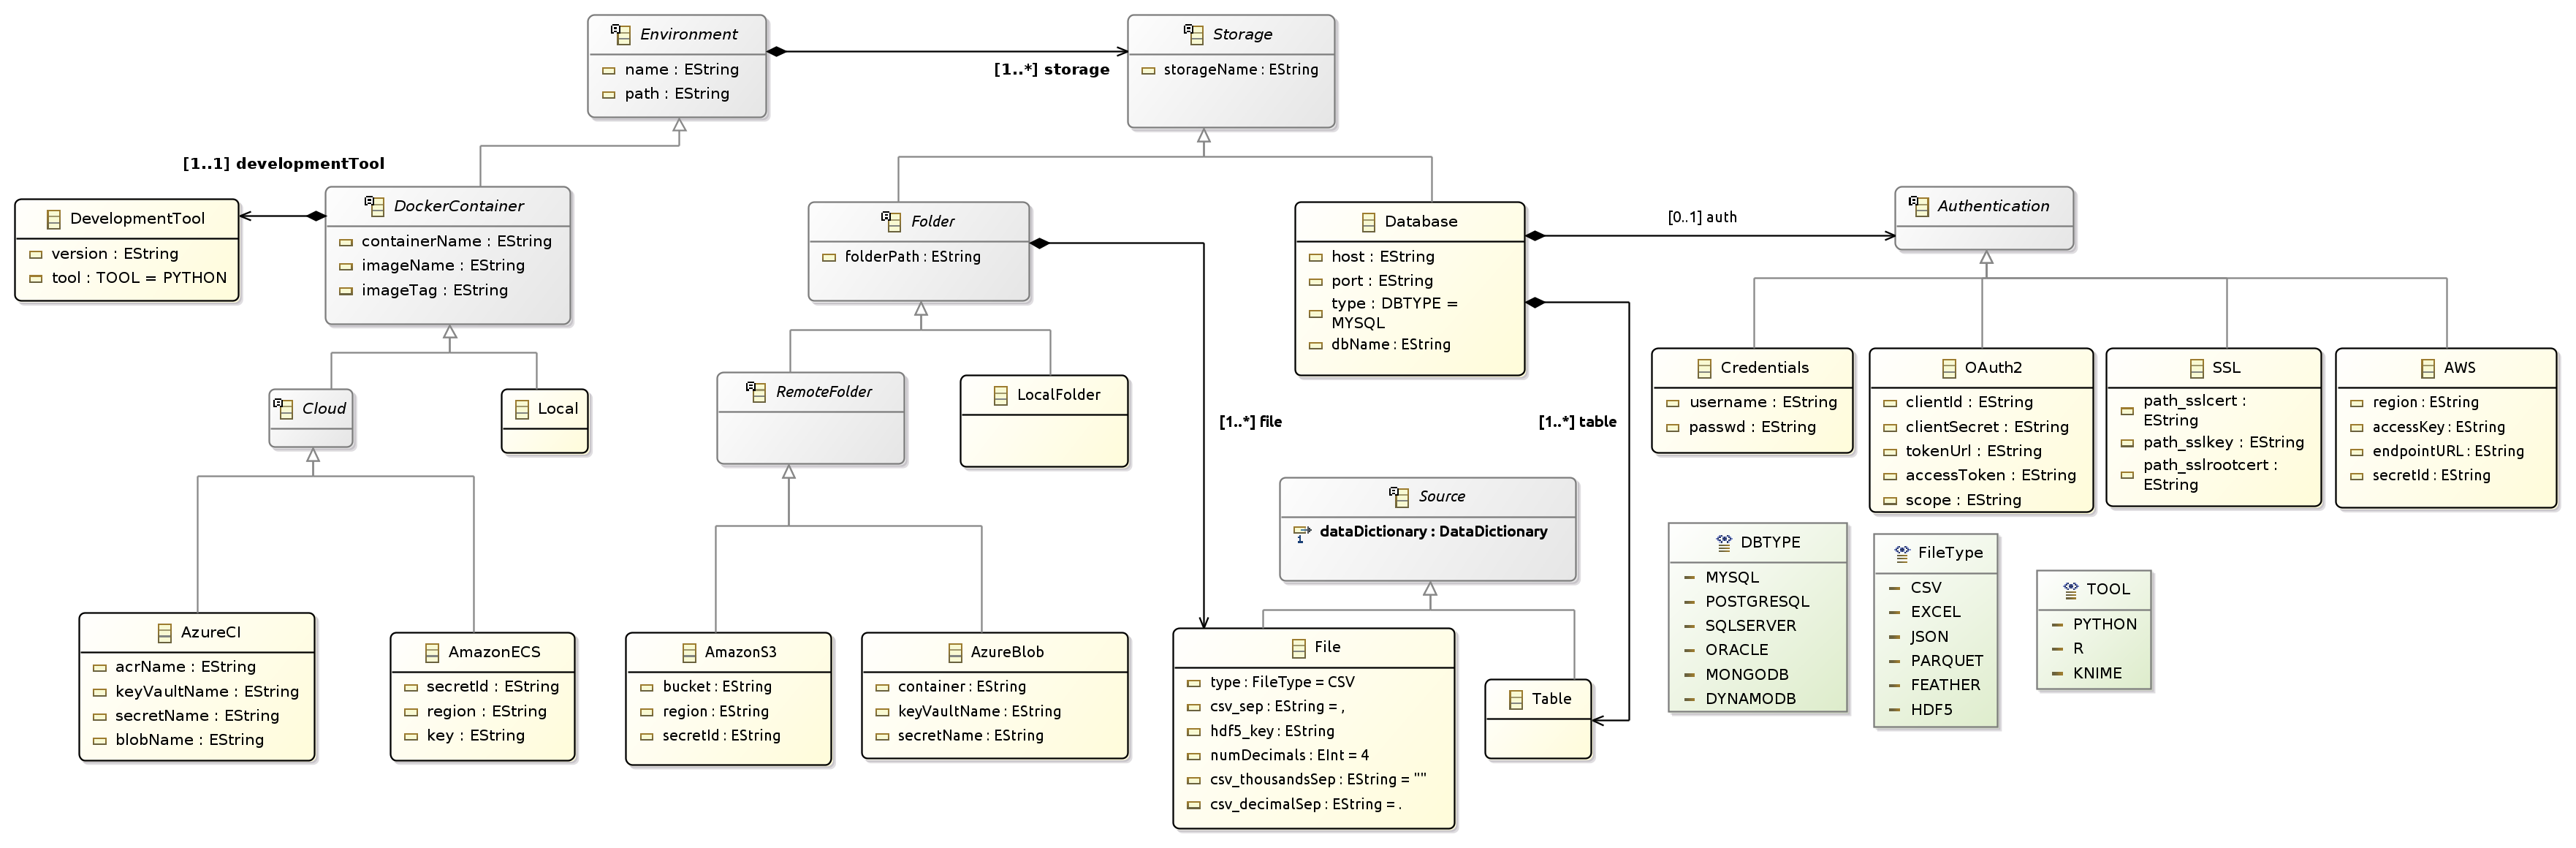 Environment
name : EString
path : EString
[1..*] storage
Storage
storageName : EString
[1..1] developmentTool
DevelopmentTool
version : EString
tool : TOOL = PYTHON
DockerContainer
containerName : EString
imageName : EString
imageTag : EString
Folder
folderPath : EString
Database
host : EString
port : EString
type : DBTYPE =
MYSQL
dbName : EString
[0..1] auth
Authentication
Cloud
Local
RemoteFolder
LocalFolder
[1..*] file
[1..*] table
Credentials
username : EString
passwd : EString
OAuth2
clientId : EString
clientSecret : EString
tokenUrl : EString
accessToken : EString
scope : EString
SSL
path_sslcert :
EString
path_sslkey : EString
path_sslrootcert :
EString
AWS
region : EString
accessKey : EString
endpointURL : EString
secretId : EString
Source
1
dataDictionary : DataDictionary
DBTYPE
MYSQL
POSTGRESQL
SQLSERVER
ORACLE
MONGODB
DYNAMODB
FileType
CSV
EXCEL
JSON
PARQUET
FEATHER
HDF5
TOOL
PYTHON
R
KNIME
AzureCI
acrName : EString
keyVaultName : EString
secretName : EString
blobName : EString
AmazonECS
secretId : EString
region : EString
key : EString
AmazonS3
bucket : EString
region : EString
secretId : EString
AzureBlob
container : EString
keyVaultName : EString
secretName : EString
File
type : FileType = CSV
csv_sep : EString = ,
hdf5_key : EString
numDecimals : EInt = 4
csv_thousandsSep : EString = ""
csv_decimalSep : EString = .
Table